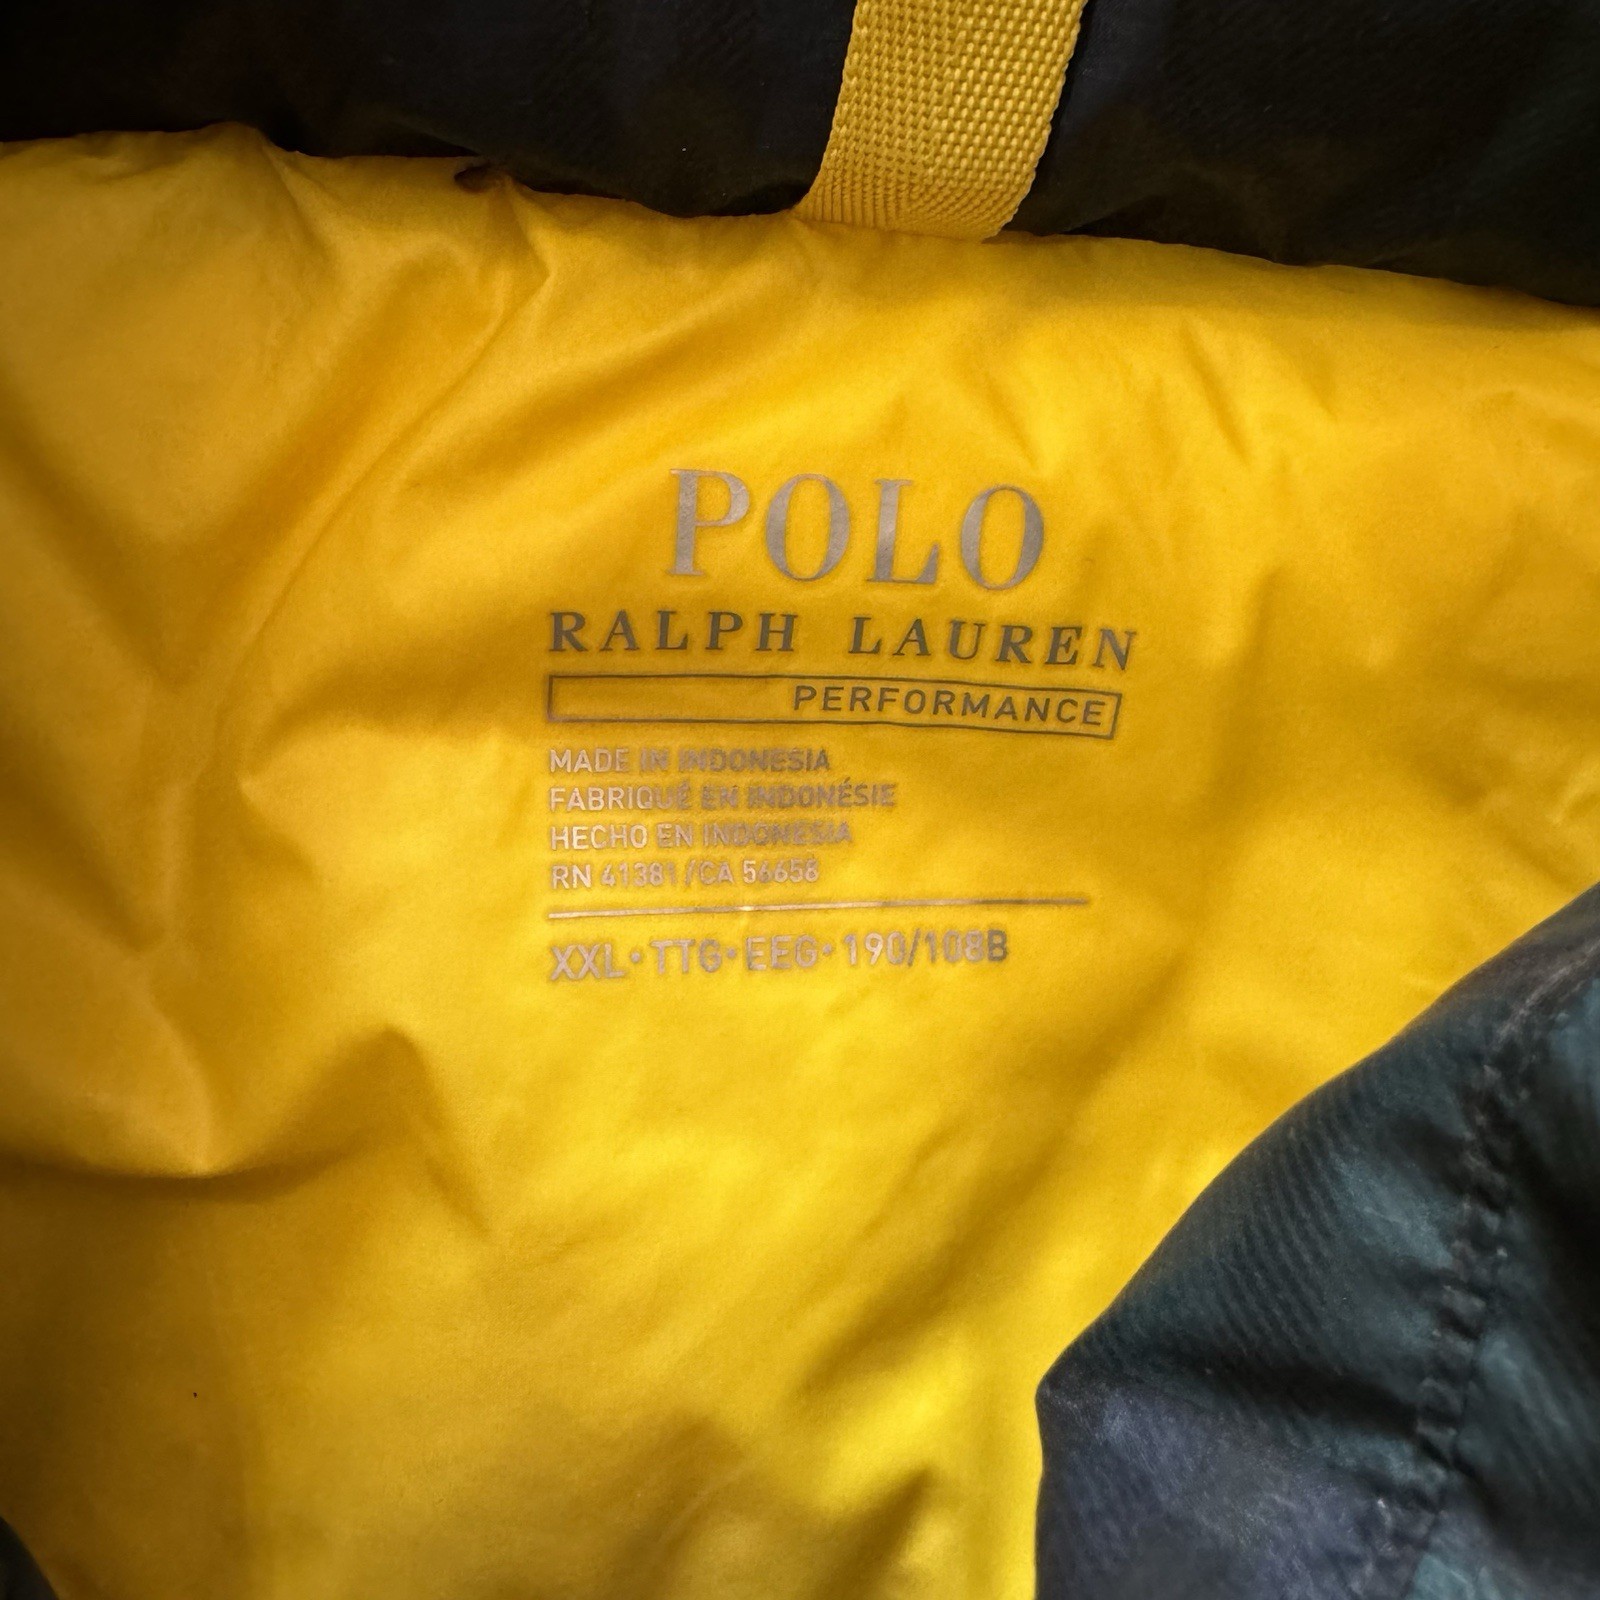 POLO
RALPH LAUREN
PERFORMANCE
MADE IN INDONESIA
FABRIQUÉ EN INDONÉSIE
HECHO EN INDONESIA
RN 41381/CA 56658
XXL•TTG•EEG•190/108B